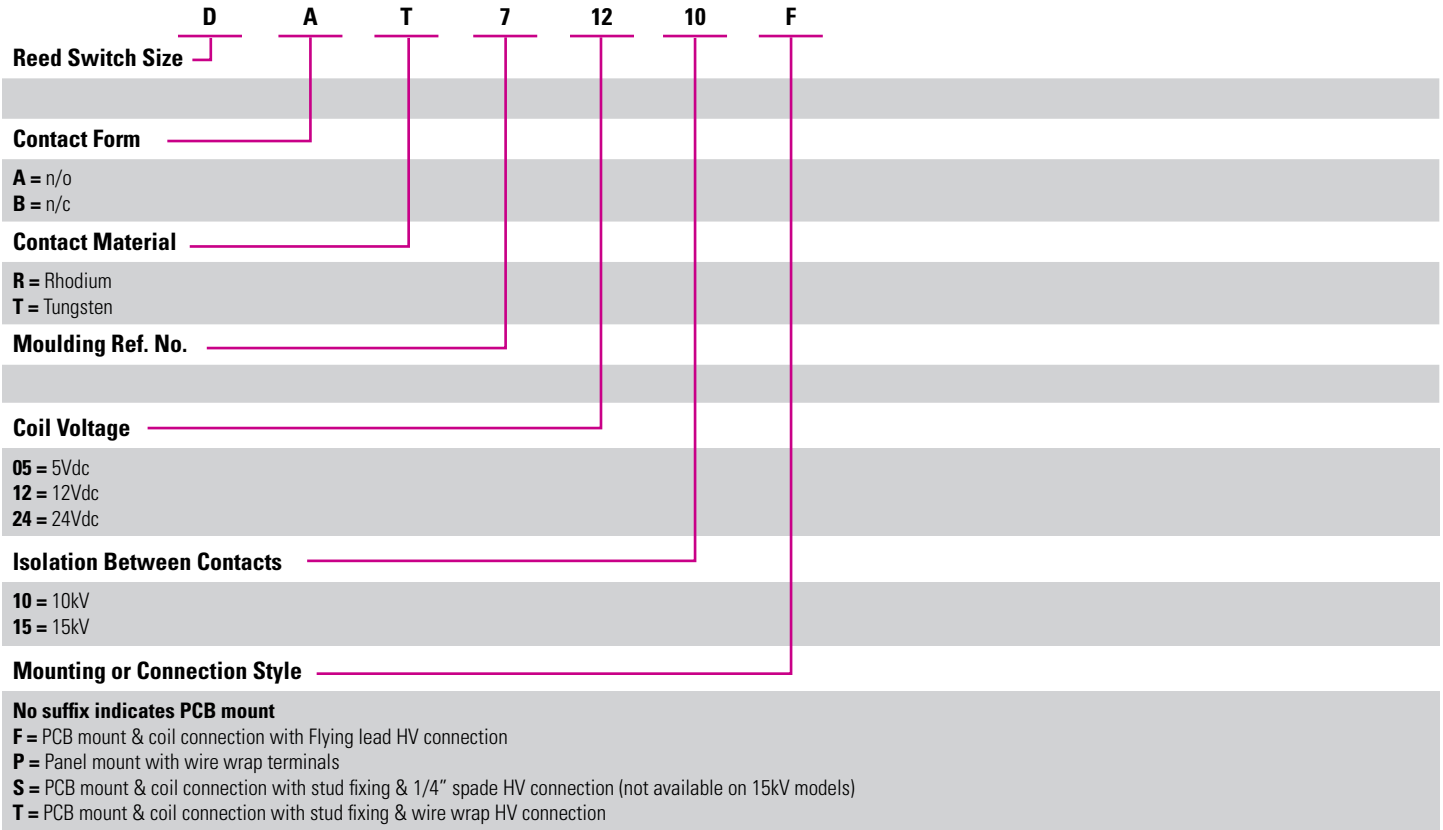 D A T 7 12 10 F
Reed Switch Size
Contact Form
A = n/o
B = n/c
Contact Material
R = Rhodium
T = Tungsten
Moulding Ref. No.
Coil Voltage
05 = 5Vdc
12 = 12Vdc
24 = 24Vdc
Isolation Between Contacts
10 = 10kV
15 = 15kV
Mounting or Connection Style
No suffix indicates PCB mount
F = PCB mount & coil connection with Flying lead HV connection
P = Panel mount with wire wrap terminals
S = PCB mount & coil connection with stud fixing & 1/4” spade HV connection (not available on 15kV models)
T = PCB mount & coil connection with stud fixing & wire wrap HV connection